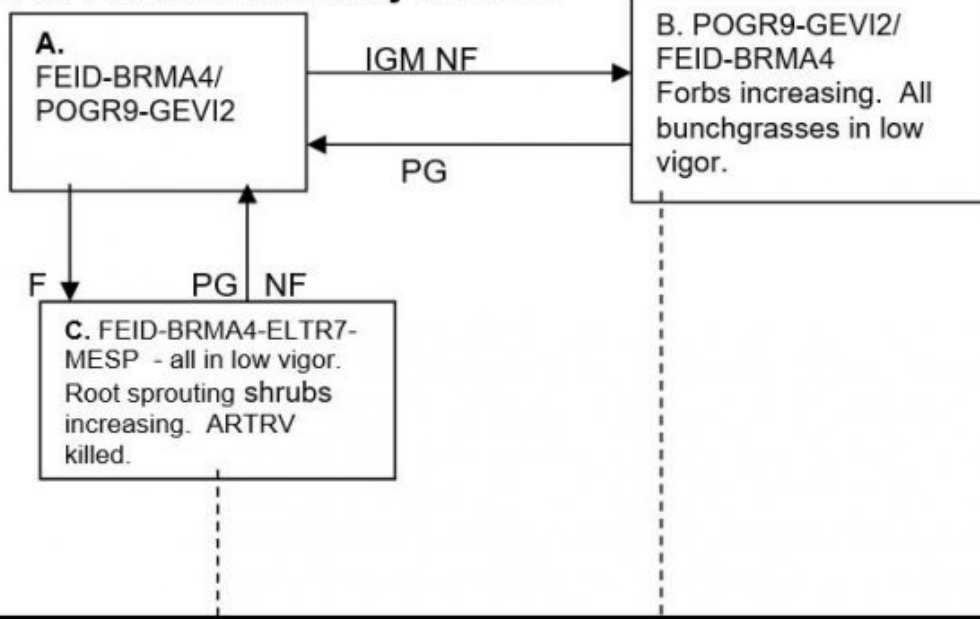 A.
FEID-BRMA4/
POGR9-GEVI2
IGM NF
PG
B. POGR9-GEVI2/
FEID-BRMA4
Forbs increasing. All
bunchgrasses in low
vigor.
F
PG NF
C. FEID-BRMA4-ELTR7-
MESP - all in low vigor.
Root sprouting shrubs
increasing. ARTRV
killed.